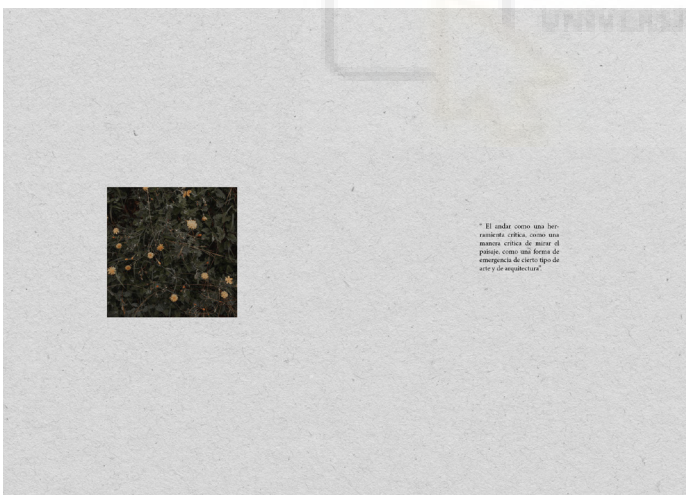 UNIVERSI
“ El andar como una her-
ramienta crítica, como una
manera crítica de mirar el
paisaje, como una forma de
emergencia de cierto tipo de
arte y de arquitectura”.